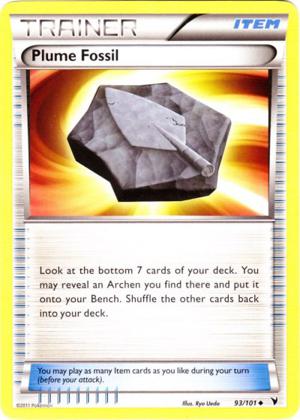 TRAINER ITEM
Plume Fossil
Look at the bottom 7 cards of your deck. You
may reveal an Archen you find there and put it
onto your Bench. Shuffle the other cards back
into your deck.
You may play as many Item cards as you like during your turn
(before your attack).
©2011 Pokémon Illus. Ryo Ueda 93/101 ◆